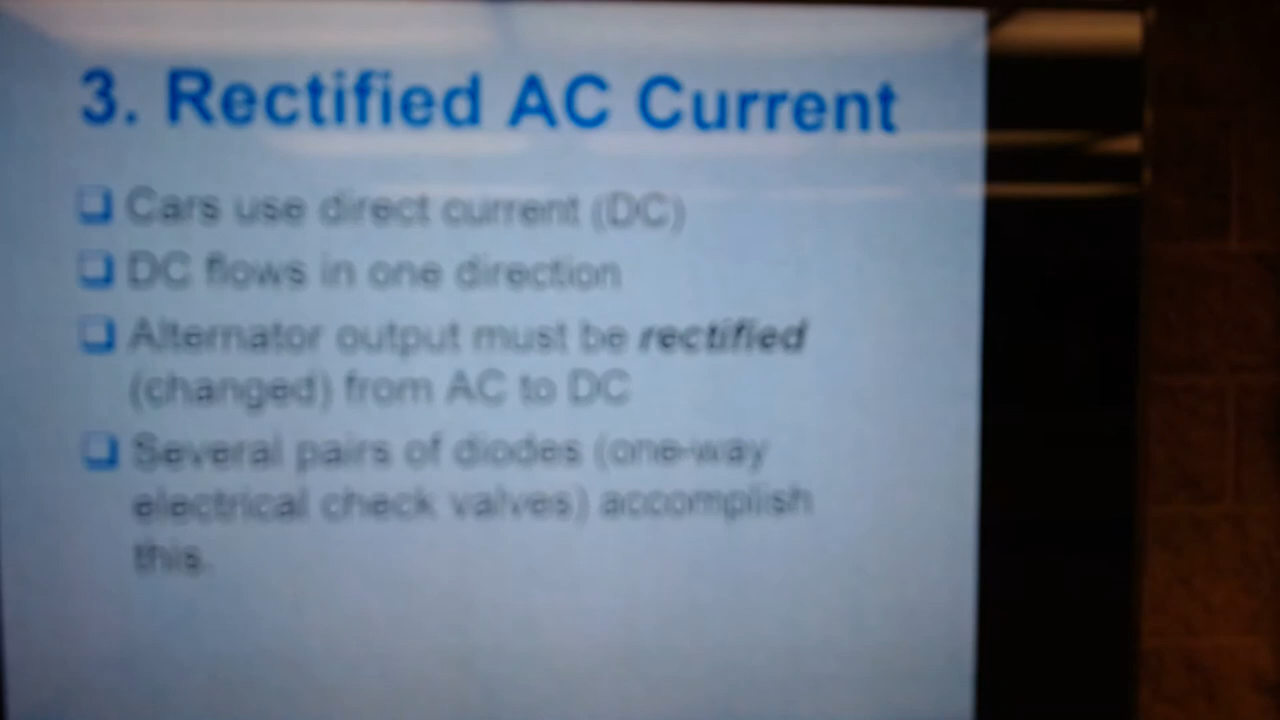 3. Rectified AC Current
❑ Cars use direct current (DC)
❑ DC flows in one direction
❑ Alternator output must be rectified
(changed) from AC to DC
❑ Several pairs of diodes (one-way
electrical check valves) accomplish
this.